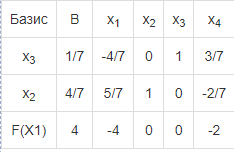 Базис B x1 x2 x3 x4
x3 1/7 -4/7 0 1 3/7
x2 4/7 5/7 1 0 -2/7
F(X1) 4 -4 0 0 -2